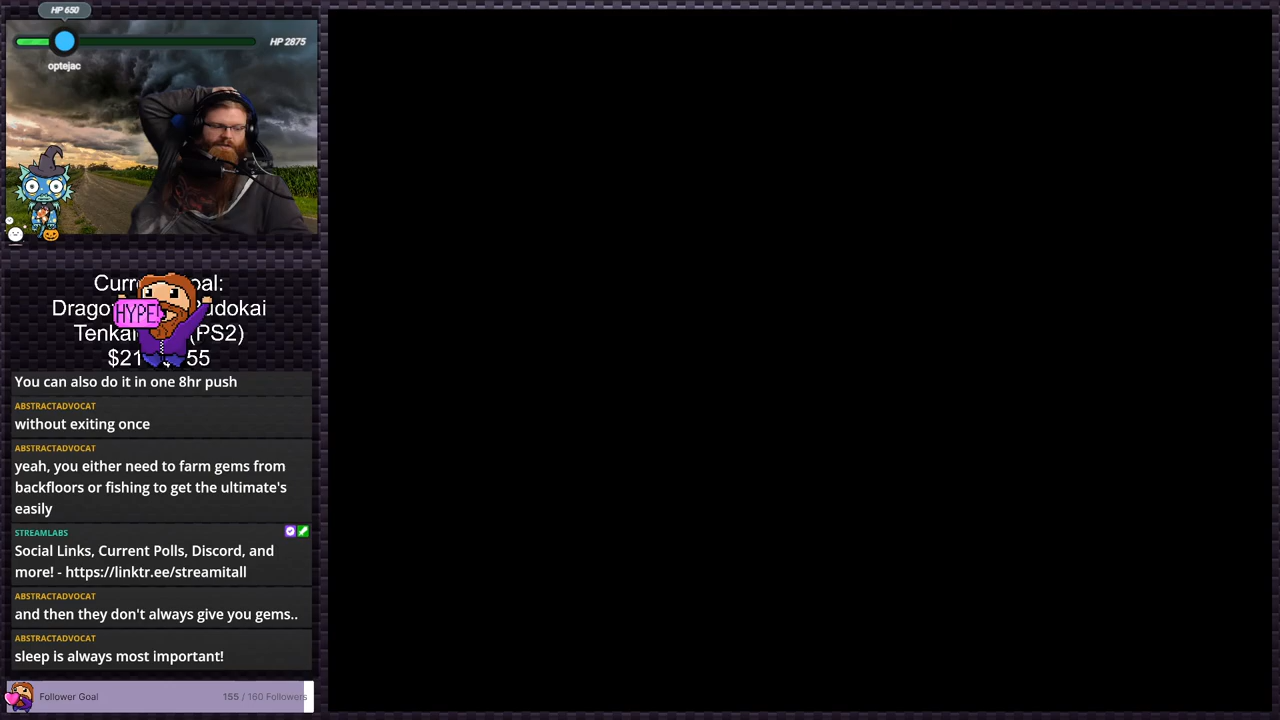 HP 650
HP 2875
optejac
Curr al:
Drago udokai
Tenkai (PS2)
$21 55
HYPE!
You can also do it in one 8hr push
ABSTRACTADVOCAT
without exiting once
ABSTRACTADVOCAT
yeah, you either need to farm gems from
backfloors or fishing to get the ultimate's
easily
STREAMLABS
Social Links, Current Polls, Discord, and
more! - https://linktr.ee/streamitall
ABSTRACTADVOCAT
and then they don't always give you gems..
ABSTRACTADVOCAT
sleep is always most important!
Follower Goal
155 / 160 Followers